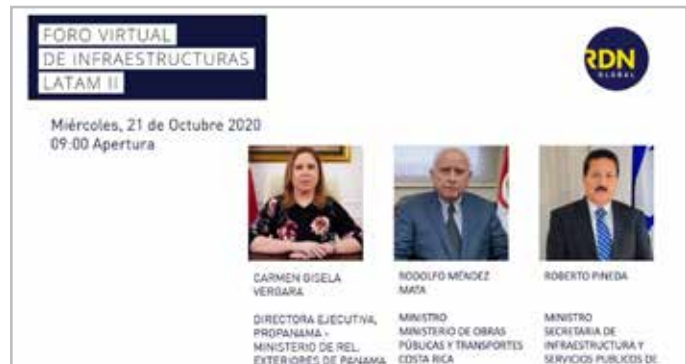 FORO VIRTUAL
DE INFRAESTRUCTURAS
LATAM II
RDN
GLOBAL
Miércoles, 21 de Octubre 2020
09:00 Apertura
CARMEN GISELA
VERGARA
DIRECTORA EJECUTIVA,
PROPANAMA -
MINISTERIO DE REL.
EXTERIORES DE PANAMA
RODOLFO MENDEZ
MATA
MINISTRO
MINISTERIO DE OBRAS
PÚBLICAS Y TRANSPORTES
COSTA RICA
ROBERTO PINEDA
MINISTRO
SECRETARIA DE
INFRAESTRUCTURA Y
SERVICIOS PUBLICOS DE